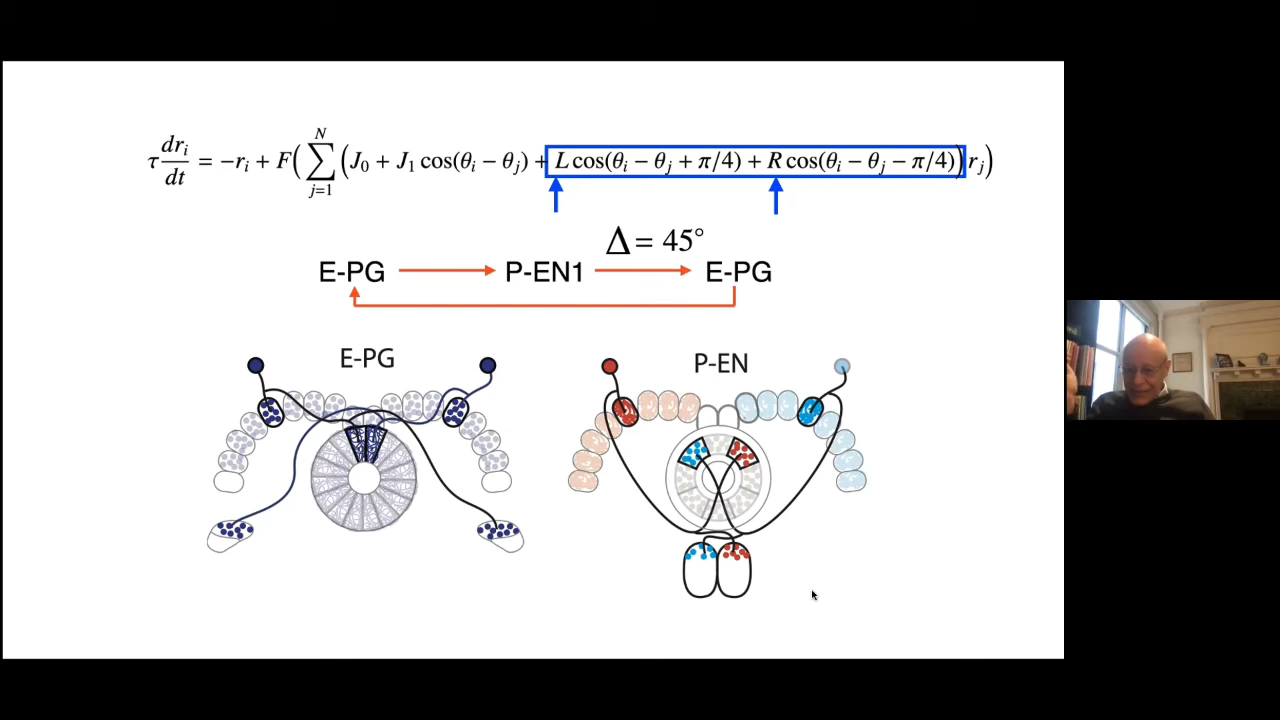 τ dr_i/dt = −r_i + F( ∑_{j=1}^{N} ( J_0 + J_1 cos(θ_i − θ_j) + L cos(θ_i − θ_j + π/4) + R cos(θ_i − θ_j − π/4) ) r_j )
Δ = 45°
E-PG P-EN1 E-PG
E-PG P-EN